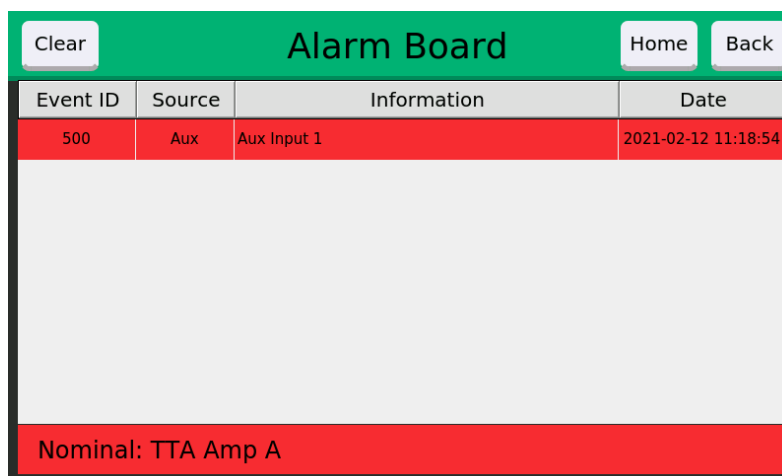 Clear Alarm Board Home Back
Event ID Source Information Date
500 Aux Aux Input 1 2021-02-12 11:18:54
Nominal: TTA Amp A